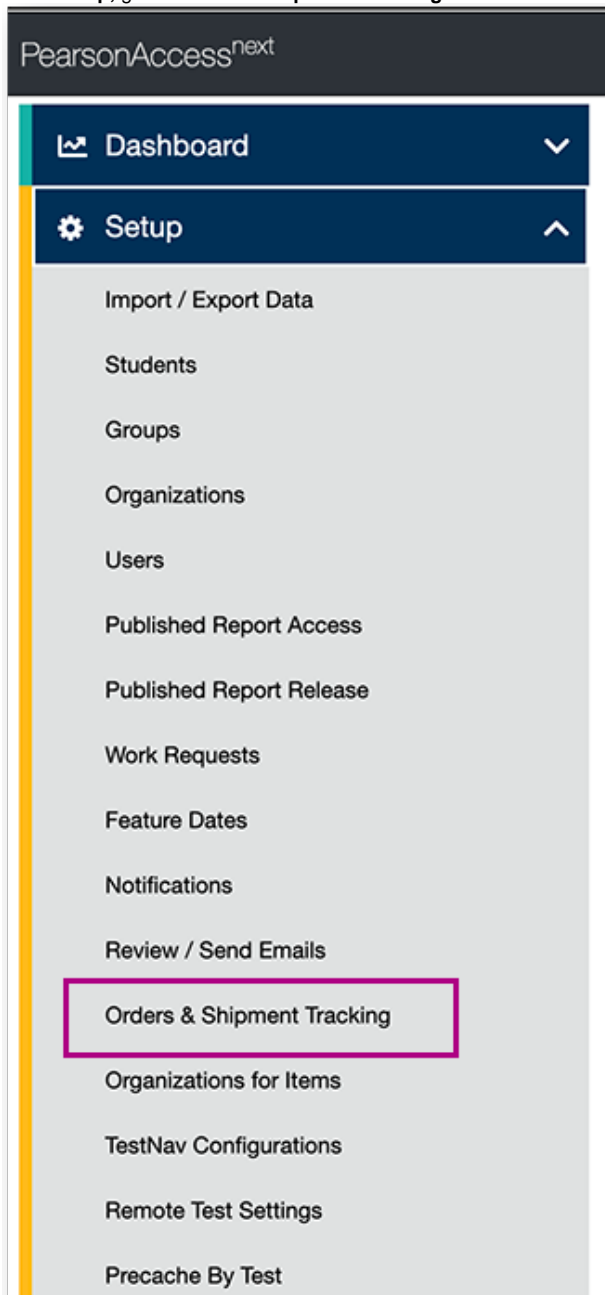 PearsonAccessnext
Dashboard
Setup
Import / Export Data
Students
Groups
Organizations
Users
Published Report Access
Published Report Release
Work Requests
Feature Dates
Notifications
Review / Send Emails
Orders & Shipment Tracking
Organizations for Items
TestNav Configurations
Remote Test Settings
Precache By Test